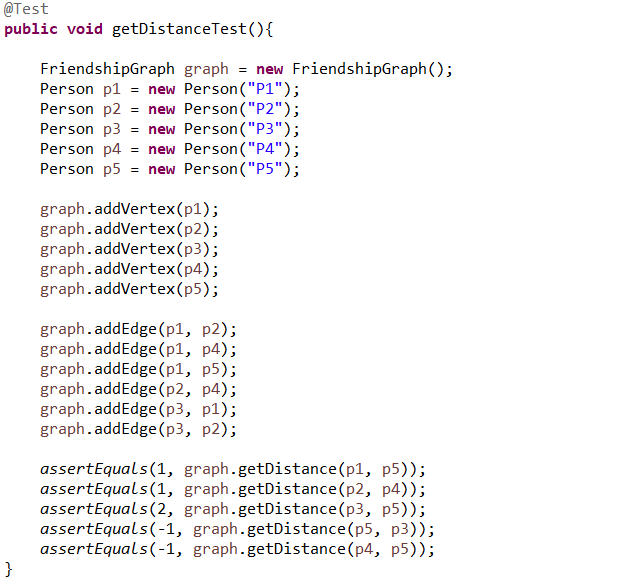 @Test
public void getDistanceTest(){
FriendshipGraph graph = new FriendshipGraph();
Person p1 = new Person("P1");
Person p2 = new Person("P2");
Person p3 = new Person("P3");
Person p4 = new Person("P4");
Person p5 = new Person("P5");
graph.addVertex(p1);
graph.addVertex(p2);
graph.addVertex(p3);
graph.addVertex(p4);
graph.addVertex(p5);
graph.addEdge(p1, p2);
graph.addEdge(p1, p4);
graph.addEdge(p1, p5);
graph.addEdge(p2, p4);
graph.addEdge(p3, p1);
graph.addEdge(p3, p2);
assertEquals(1, graph.getDistance(p1, p5));
assertEquals(1, graph.getDistance(p2, p4));
assertEquals(2, graph.getDistance(p3, p5));
assertEquals(-1, graph.getDistance(p5, p3));
assertEquals(-1, graph.getDistance(p4, p5));
}